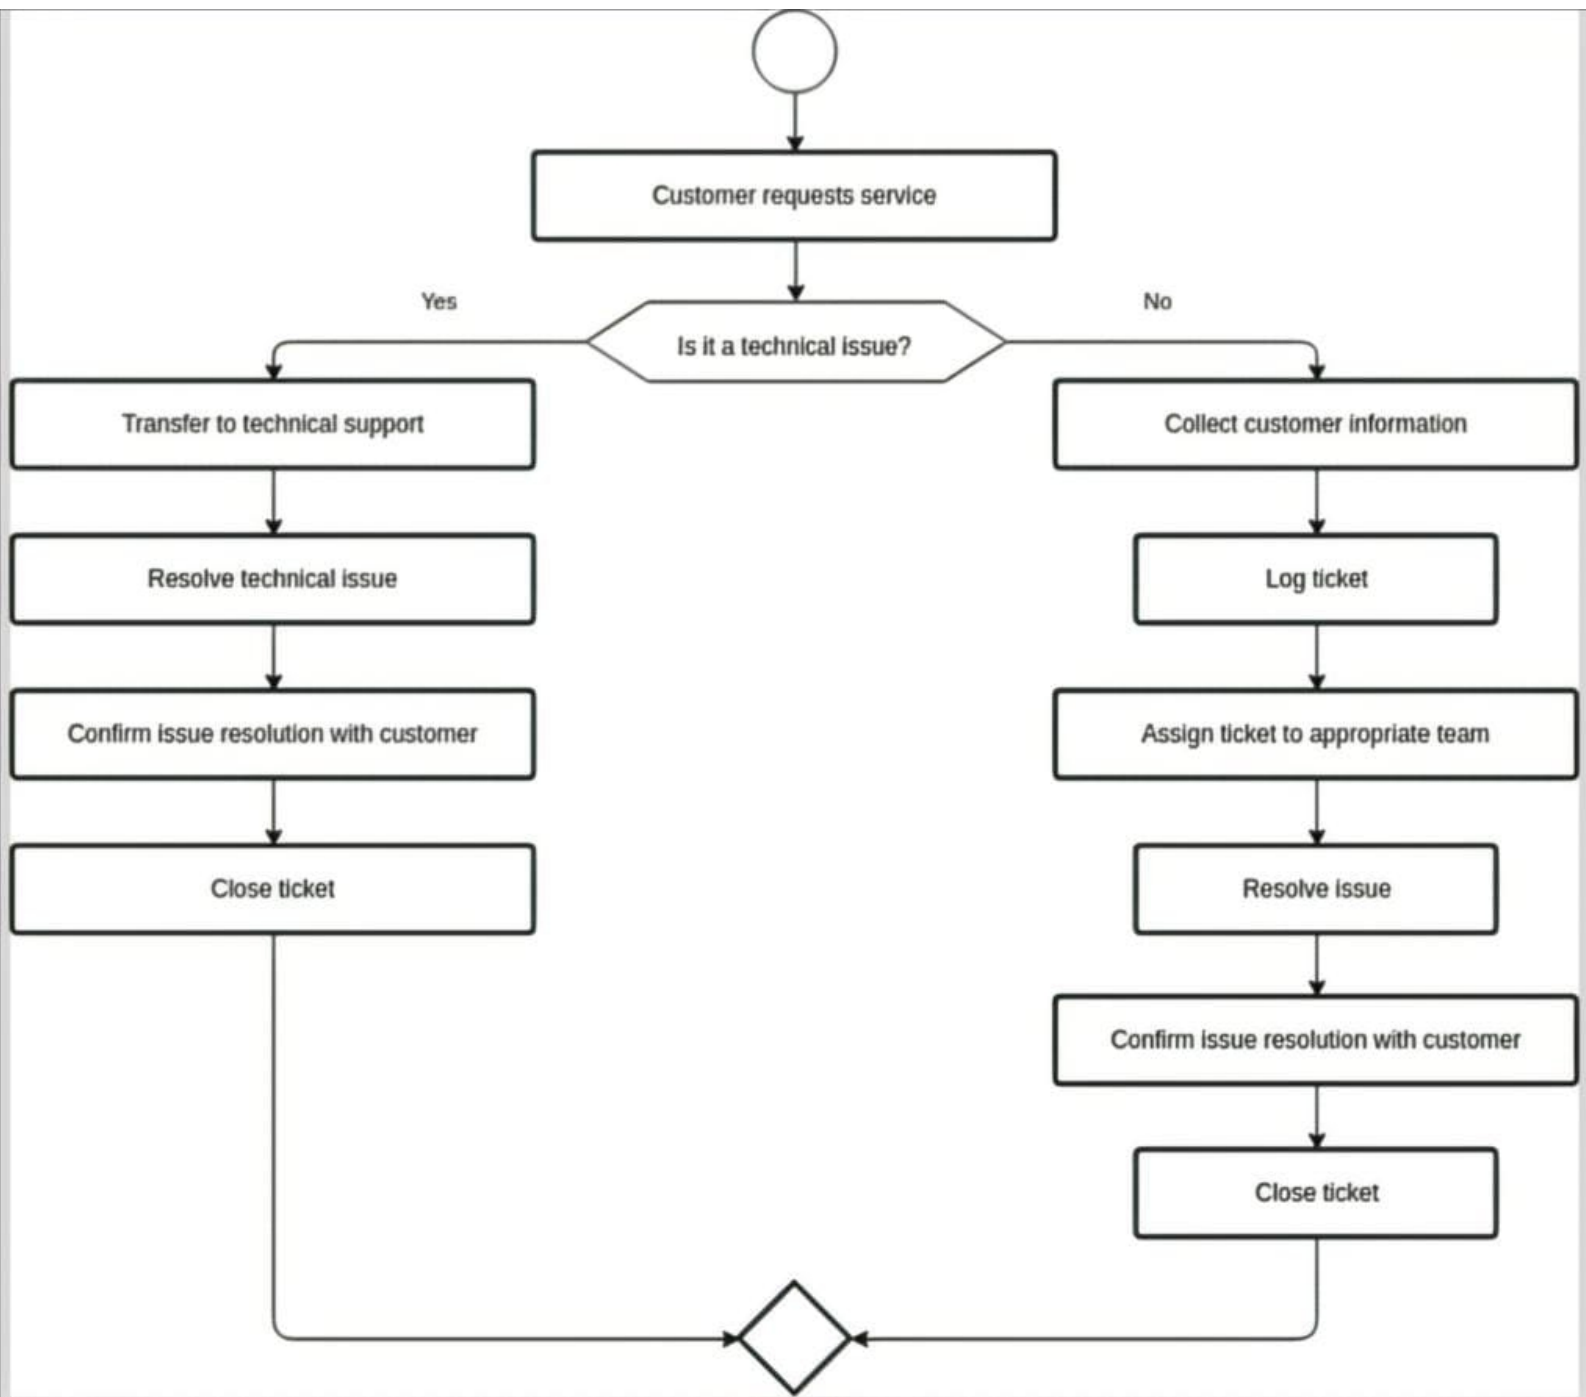 Customer requests service
Yes
No
Is it a technical issue?
Transfer to technical support
Collect customer information
Resolve technical issue
Log ticket
Confirm issue resolution with customer
Assign ticket to appropriate team
Close ticket
Resolve issue
Confirm issue resolution with customer
Close ticket